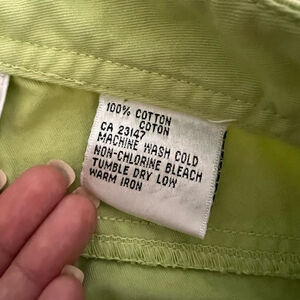 100% COTTON
COTON
CA 23147
MACHINE WASH COLD
NON-CHLORINE BLEACH
TUMBLE DRY LOW
WARM IRON